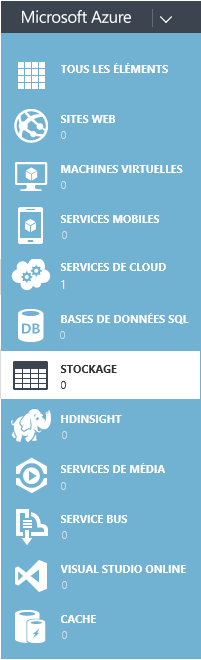 Microsoft Azure
TOUS LES ÉLÉMENTS
SITES WEB
0
MACHINES VIRTUELLES
0
SERVICES MOBILES
0
SERVICES DE CLOUD
1
DB
BASES DE DONNÉES SQL
0
STOCKAGE
0
HDINSIGHT
0
SERVICES DE MÉDIA
0
SERVICE BUS
0
VISUAL STUDIO ONLINE
0
CACHE
0